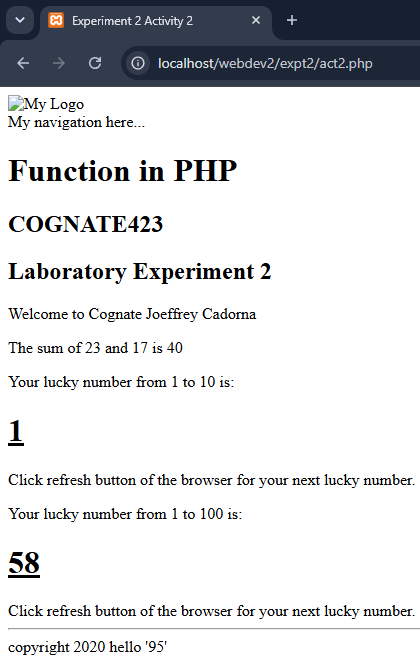 Experiment 2 Activity 2
localhost/webdev2/expt2/act2.php
My Logo
My navigation here...
Function in PHP
COGNATE423
Laboratory Experiment 2
Welcome to Cognate Joeffrey Cadorna
The sum of 23 and 17 is 40
Your lucky number from 1 to 10 is:
1
Click refresh button of the browser for your next lucky number.
Your lucky number from 1 to 100 is:
58
Click refresh button of the browser for your next lucky number.
copyright 2020 hello '95'